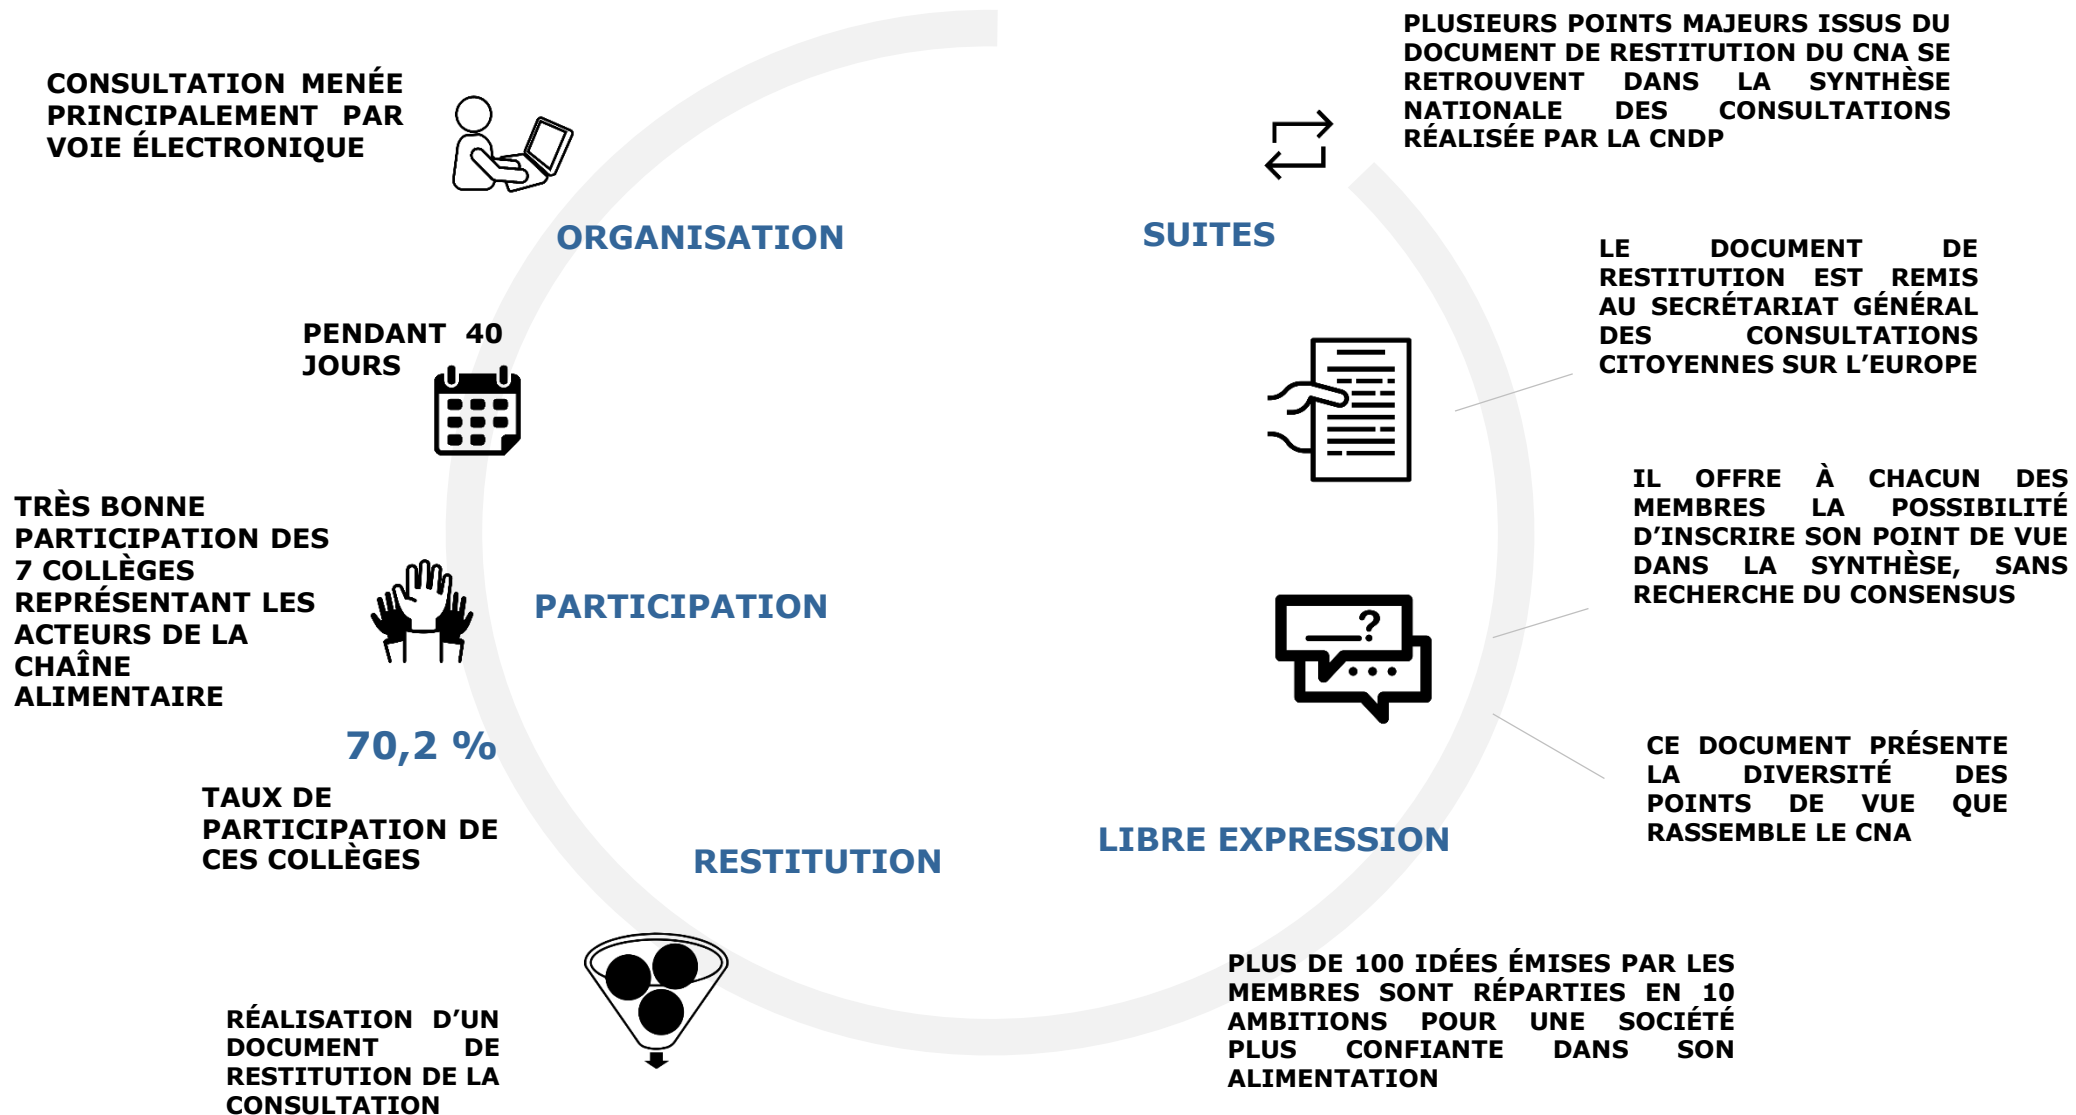 CONSULTATION MENÉE
PRINCIPALEMENT PAR
VOIE ÉLECTRONIQUE
ORGANISATION
PENDANT 40
JOURS
TRÈS BONNE
PARTICIPATION DES
7 COLLÈGES
REPRÉSENTANT LES
ACTEURS DE LA
CHAÎNE
ALIMENTAIRE
PARTICIPATION
70,2 %
TAUX DE
PARTICIPATION DE
CES COLLÈGES
RESTITUTION
RÉALISATION D’UN
DOCUMENT DE
RESTITUTION DE LA
CONSULTATION
PLUS DE 100 IDÉES ÉMISES PAR LES
MEMBRES SONT RÉPARTIES EN 10
AMBITIONS POUR UNE SOCIÉTÉ
PLUS CONFIANTE DANS SON
ALIMENTATION
LIBRE EXPRESSION
?
CE DOCUMENT PRÉSENTE
LA DIVERSITÉ DES
POINTS DE VUE QUE
RASSEMBLE LE CNA
IL OFFRE À CHACUN DES
MEMBRES LA POSSIBILITÉ
D’INSCRIRE SON POINT DE VUE
DANS LA SYNTHÈSE, SANS
RECHERCHE DU CONSENSUS
SUITES
LE DOCUMENT DE
RESTITUTION EST REMIS
AU SECRÉTARIAT GÉNÉRAL
DES CONSULTATIONS
CITOYENNES SUR L’EUROPE
PLUSIEURS POINTS MAJEURS ISSUS DU
DOCUMENT DE RESTITUTION DU CNA SE
RETROUVENT DANS LA SYNTHÈSE
NATIONALE DES CONSULTATIONS
RÉALISÉE PAR LA CNDP